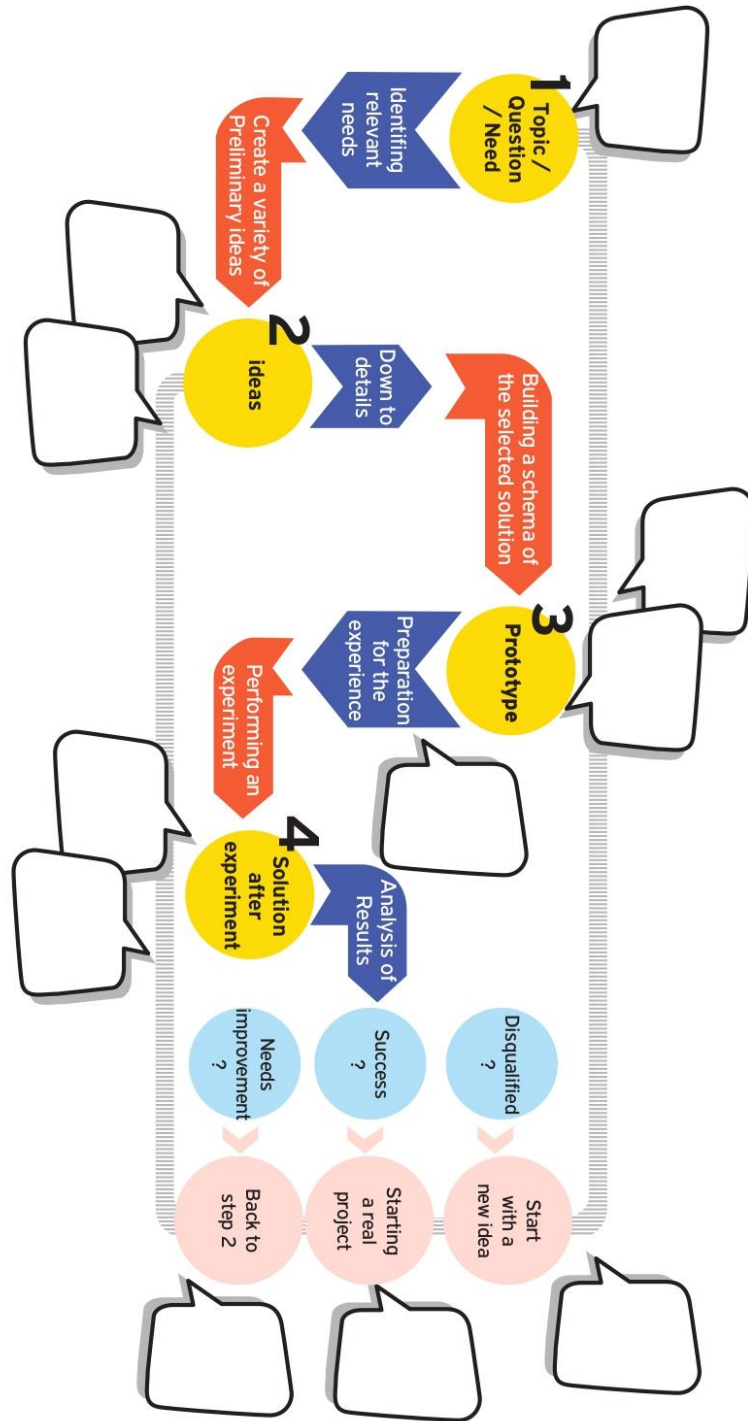 1
Topic /
Question
/ Need
Identifing
relevant
needs
Create a variety of
Preliminary ideas
2
ideas
Down to
details
Building a schema of
the selected solution
3
Prototype
Preparation
for the
experience
Performing an
experiment
4
Solution
after
experiment
Analysis of
Results
Disqualified
?
Success
?
Needs
improvement
?
Start
with a
new idea
Starting
a real
project
Back to
step 2